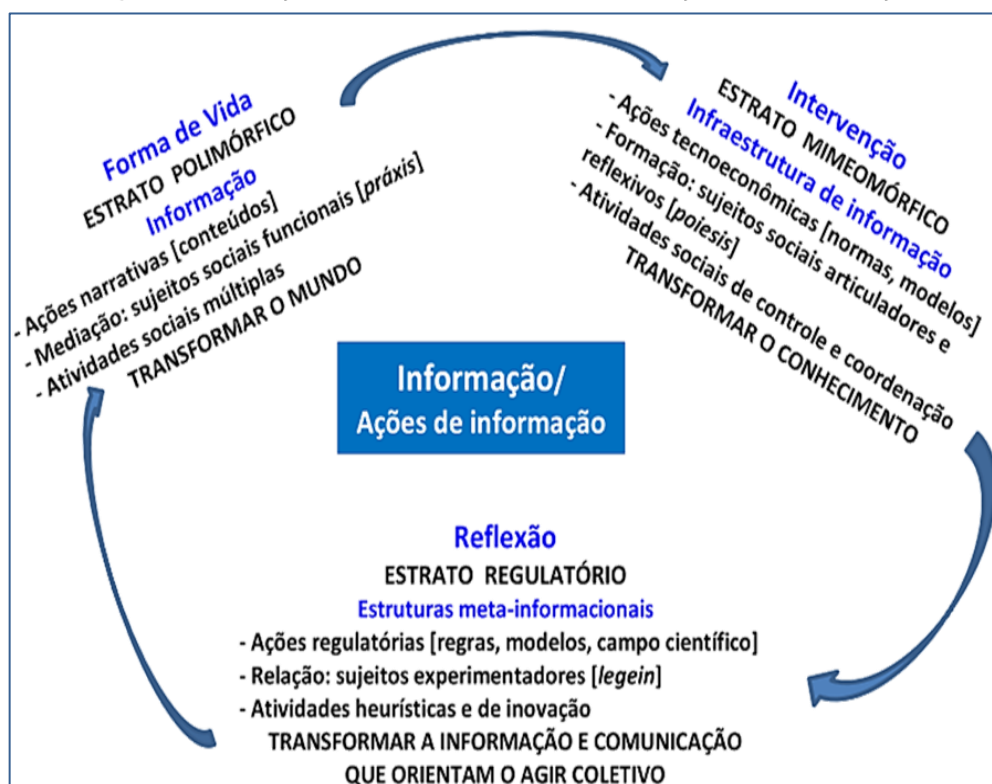 Forma de Vida
ESTRATO POLIMÓRFICO
Informação
- Ações narrativas [conteúdos]
- Mediação: sujeitos sociais funcionais [práxis]
- Atividades sociais múltiplas
TRANSFORMAR O MUNDO
Intervenção
ESTRATO MIMEOMÓRFICO
Infraestrutura de informação
- Ações tecnoeconômicas [normas, modelos]
- Formação: sujeitos sociais articuladores e
reflexivos [poiesis]
- Atividades sociais de controle e coordenação
TRANSFORMAR O CONHECIMENTO
Informação/
Ações de informação
Reflexão
ESTRATO REGULATÓRIO
Estruturas meta-informacionais
- Ações regulatórias [regras, modelos, campo científico]
- Relação: sujeitos experimentadores [legein]
- Atividades heurísticas e de inovação
TRANSFORMAR A INFORMAÇÃO E COMUNICAÇÃO
QUE ORIENTAM O AGIR COLETIVO